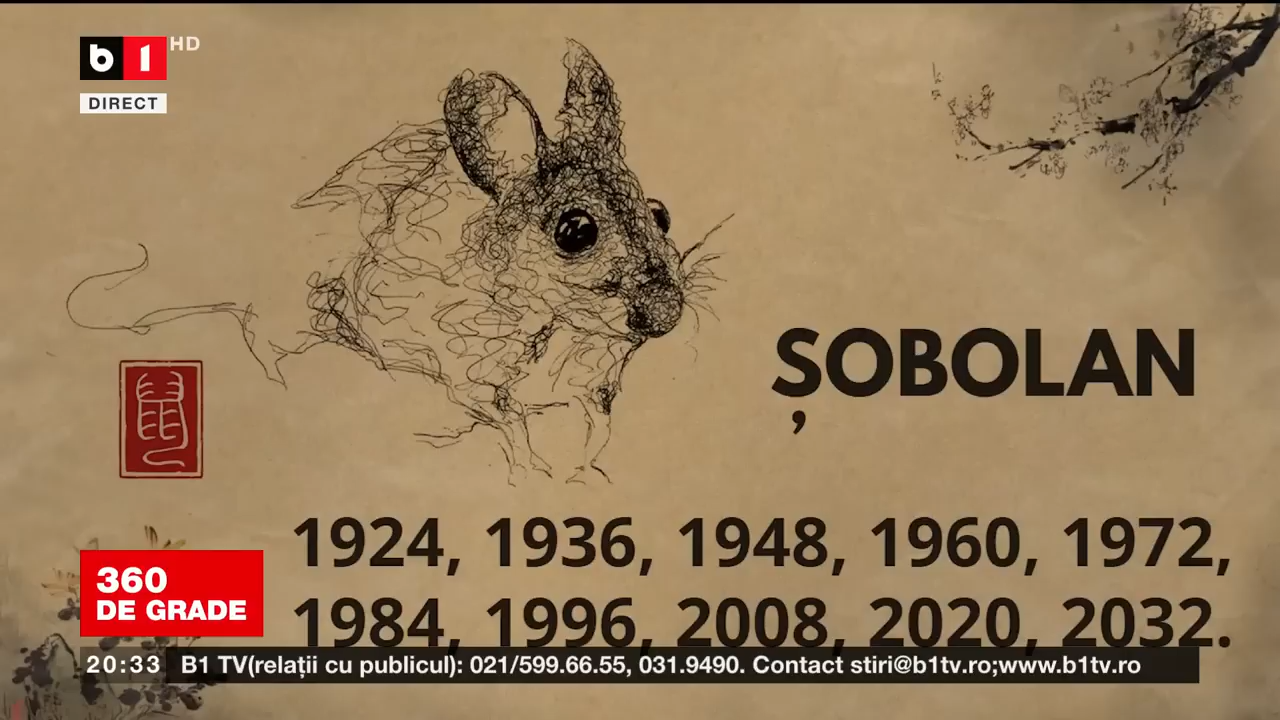 b1 HD
DIRECT
鼠
ȘOBOLAN
1924, 1936, 1948, 1960, 1972,
1984, 1996, 2008, 2020, 2032.
360
DE GRADE
20:33 B1 TV(relații cu publicul): 021/599.66.55, 031.9490. Contact stiri@b1tv.ro;www.b1tv.ro